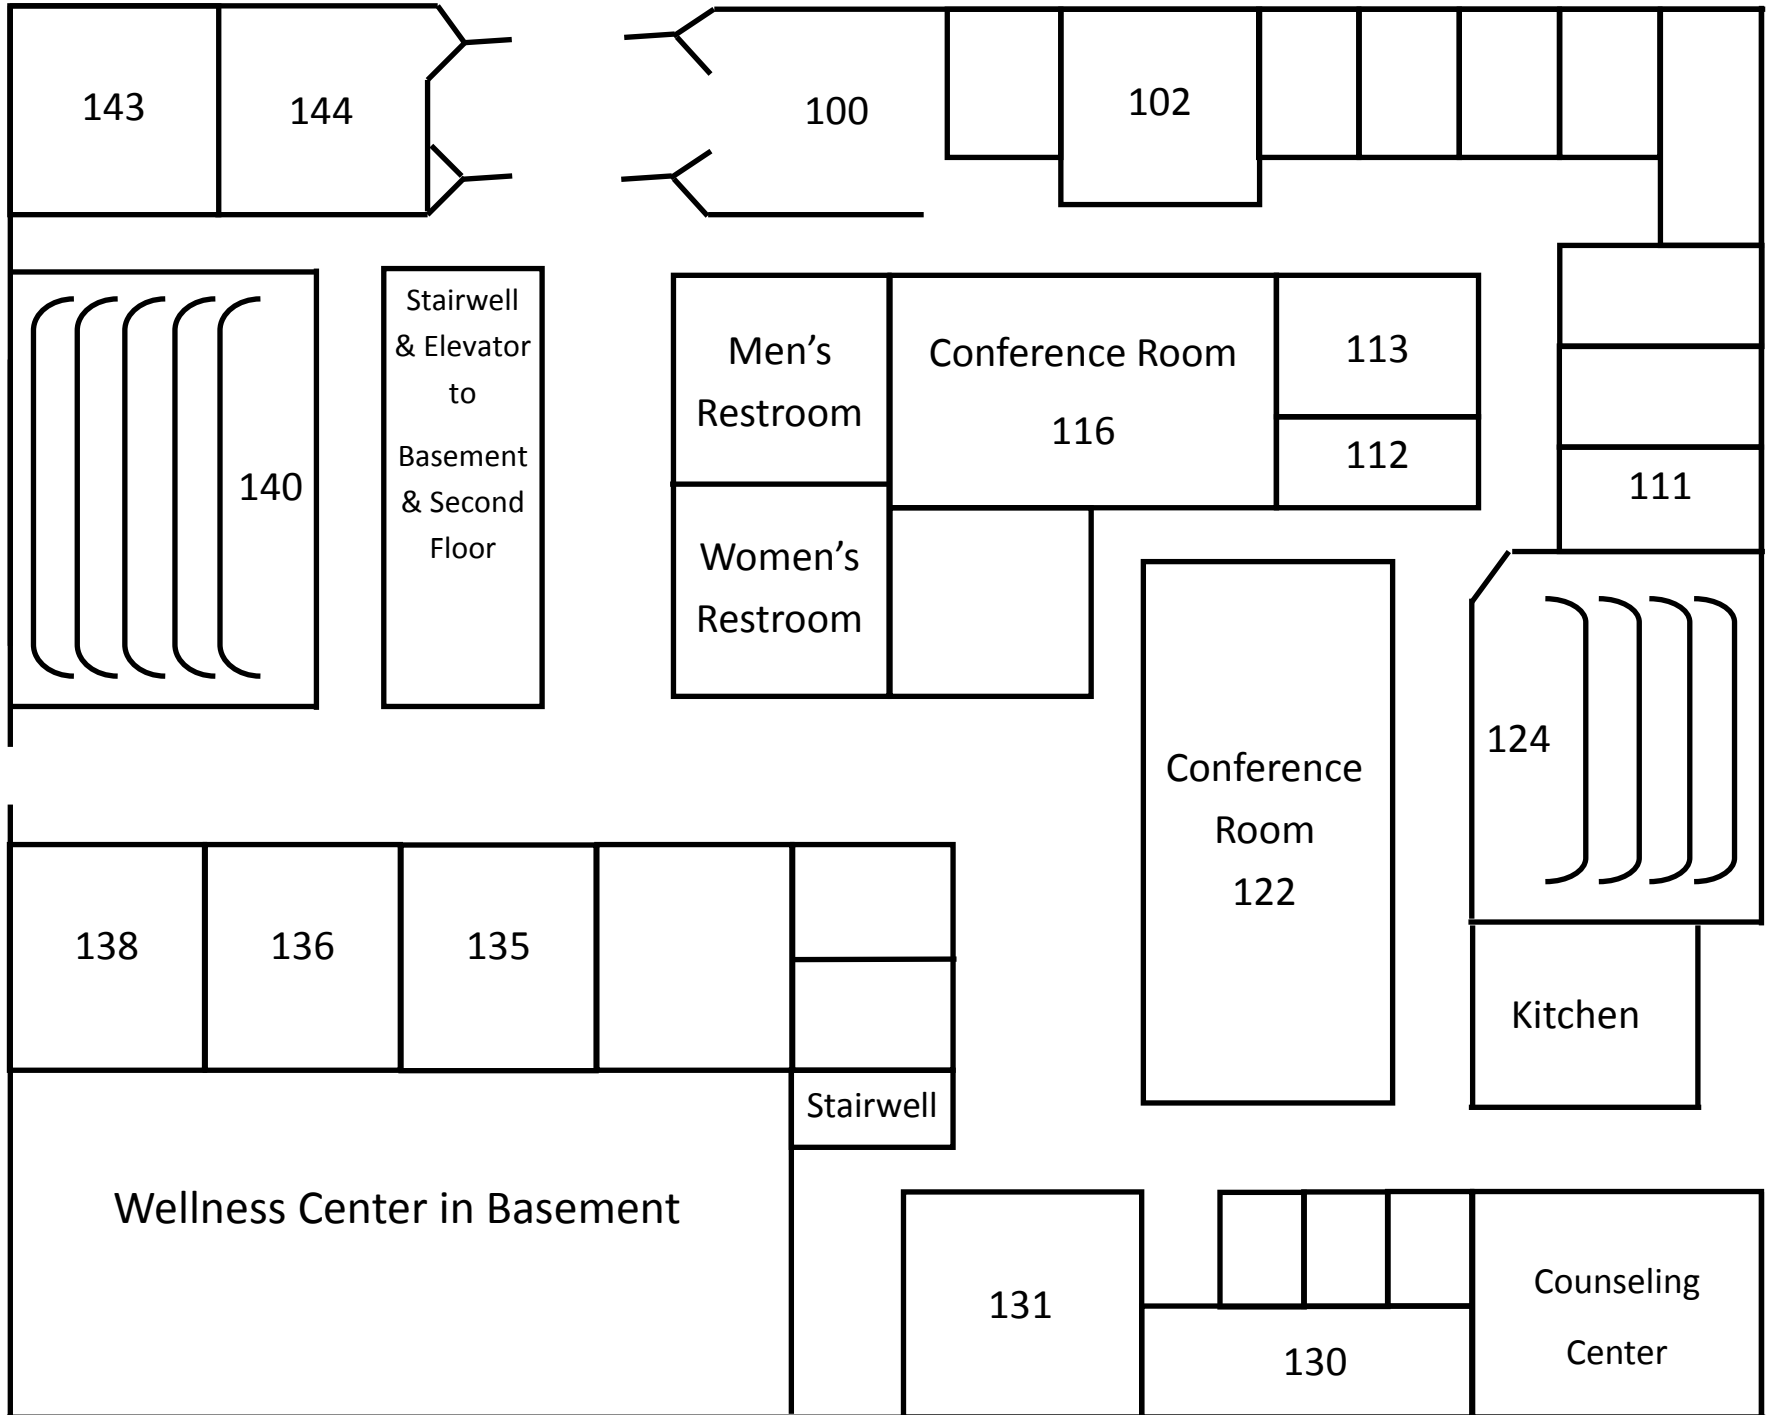 143
144
100
102
Stairwell
& Elevator
to
Basement
& Second
Floor
140
Men’s
Restroom
Women’s
Restroom
Conference Room
116
113
112
111
124
Conference
Room
122
138
136
135
Kitchen
Stairwell
Wellness Center in Basement
131
130
Counseling
Center